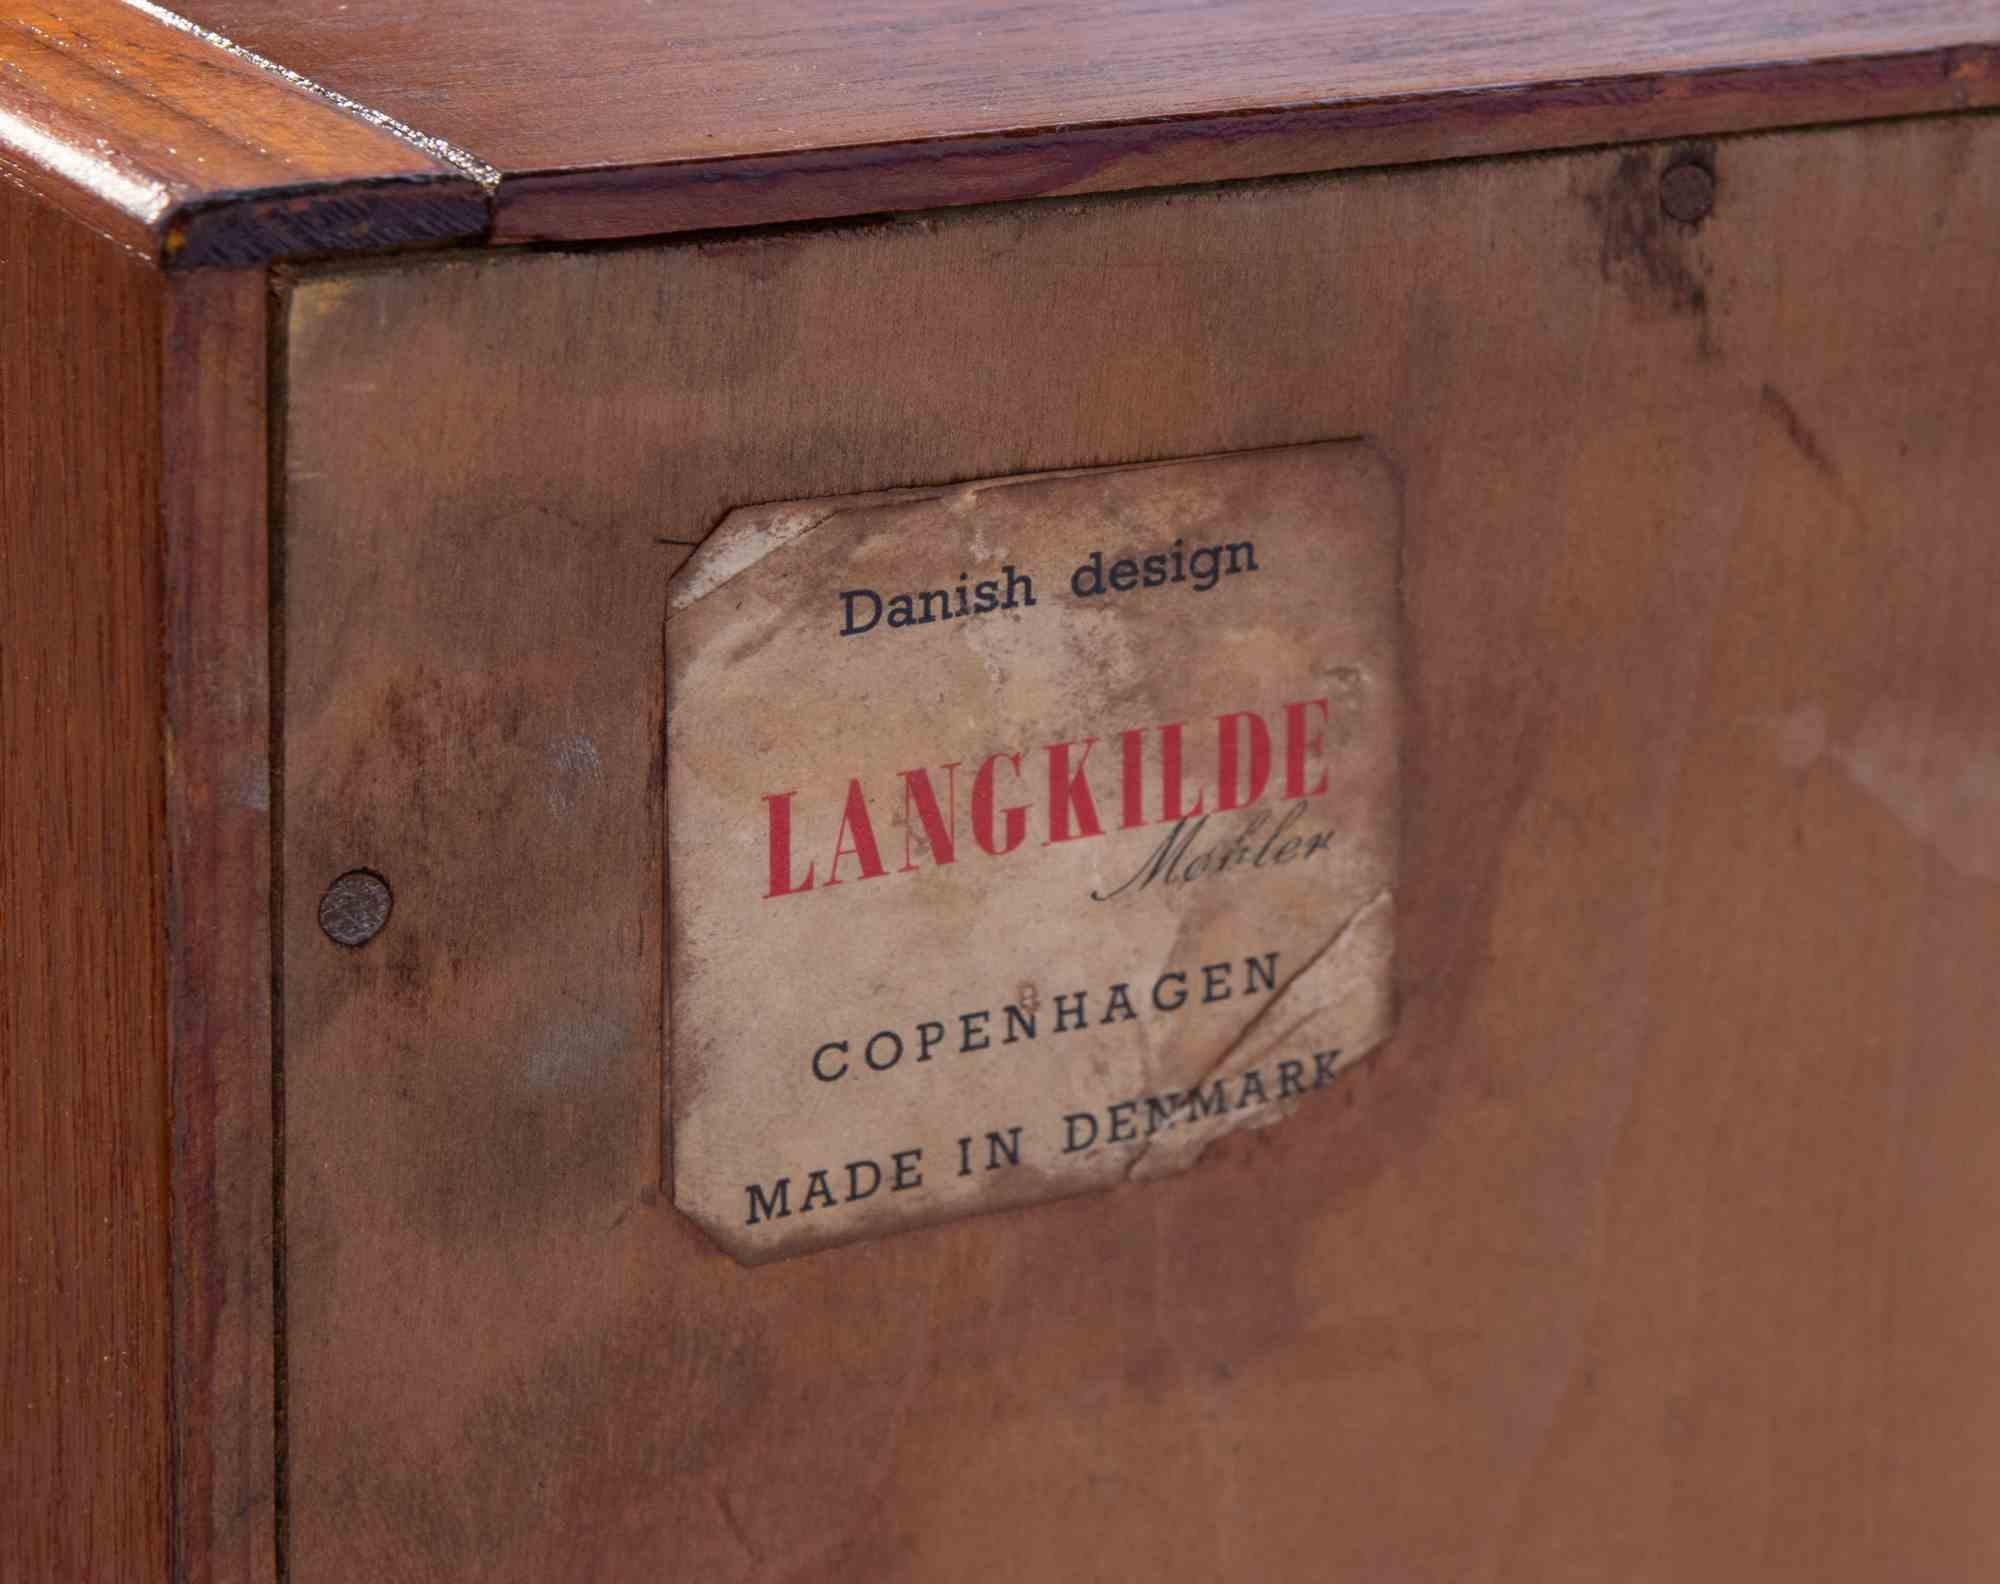 Danish design
LANGKILDE
Møbler
COPENHAGEN
MADE IN DENMARK